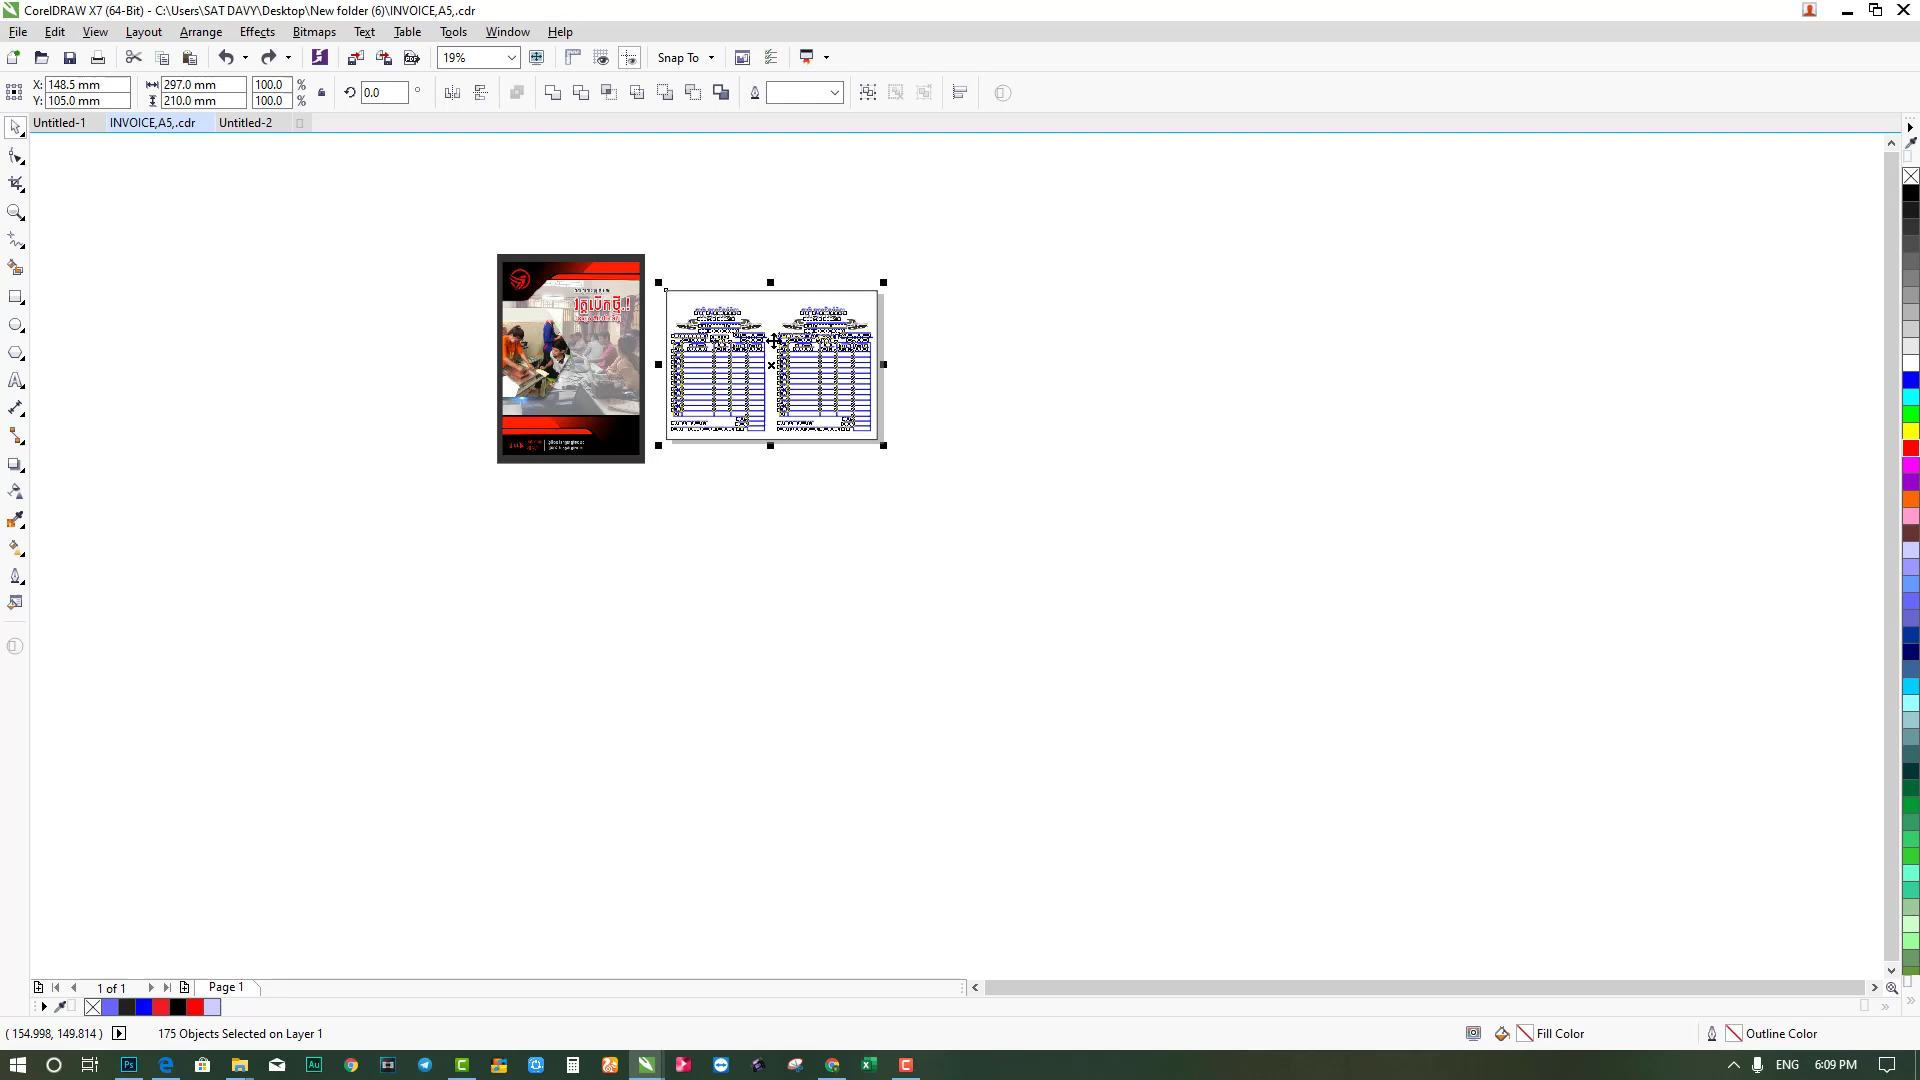 CorelDRAW X7 (64-Bit) - C:\Users\SAT DAVY\Desktop\New folder (6)\INVOICE,A5,.cdr
File Edit View Layout Arrange Effects Bitmaps Text Table Tools Window Help
19% Snap To
X: 148.5 mm 297.0 mm 100.0 % 0.0 °
Y: 105.0 mm 210.0 mm 100.0 %
Untitled-1 INVOICE,A5,.cdr Untitled-2
1 of 1 Page 1
( 154.998, 149.814 ) 175 Objects Selected on Layer 1 Fill Color Outline Color
ENG 6:09 PM